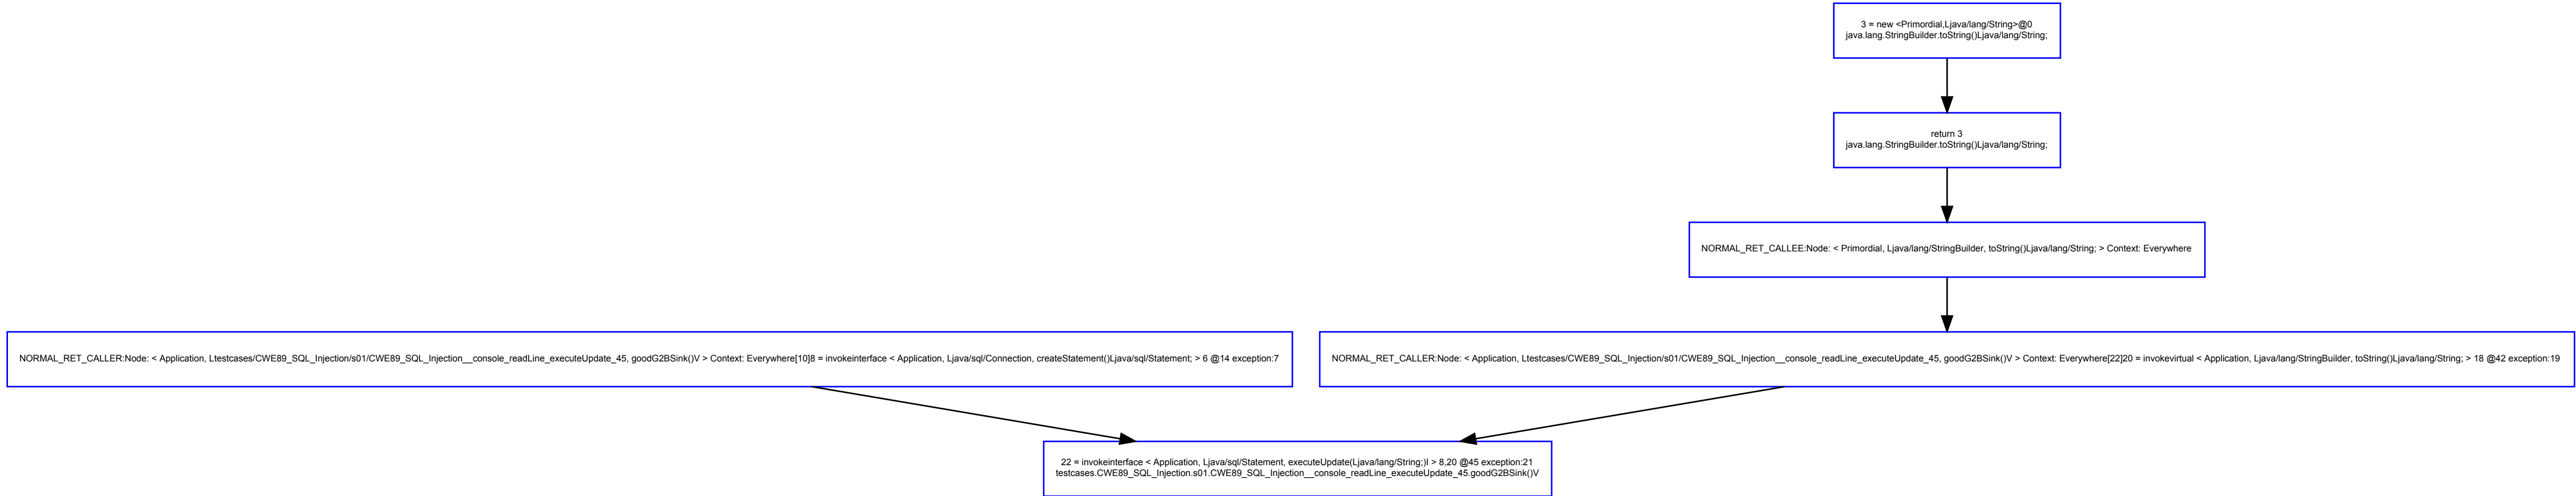 3 = new <Primordial,Ljava/lang/String>@0
java.lang.StringBuilder.toString()Ljava/lang/String;
return 3
java.lang.StringBuilder.toString()Ljava/lang/String;
NORMAL_RET_CALLEE:Node: < Primordial, Ljava/lang/StringBuilder, toString()Ljava/lang/String; > Context: Everywhere
NORMAL_RET_CALLER:Node: < Application, Ltestcases/CWE89_SQL_Injection/s01/CWE89_SQL_Injection__console_readLine_executeUpdate_45, goodG2BSink()V > Context: Everywhere[10]8 = invokeinterface < Application, Ljava/sql/Connection, createStatement()Ljava/sql/Statement; > 6 @14 exception:7
NORMAL_RET_CALLER:Node: < Application, Ltestcases/CWE89_SQL_Injection/s01/CWE89_SQL_Injection__console_readLine_executeUpdate_45, goodG2BSink()V > Context: Everywhere[22]20 = invokevirtual < Application, Ljava/lang/StringBuilder, toString()Ljava/lang/String; > 18 @42 exception:19
22 = invokeinterface < Application, Ljava/sql/Statement, executeUpdate(Ljava/lang/String;)I > 8,20 @45 exception:21
testcases.CWE89_SQL_Injection.s01.CWE89_SQL_Injection__console_readLine_executeUpdate_45.goodG2BSink()V